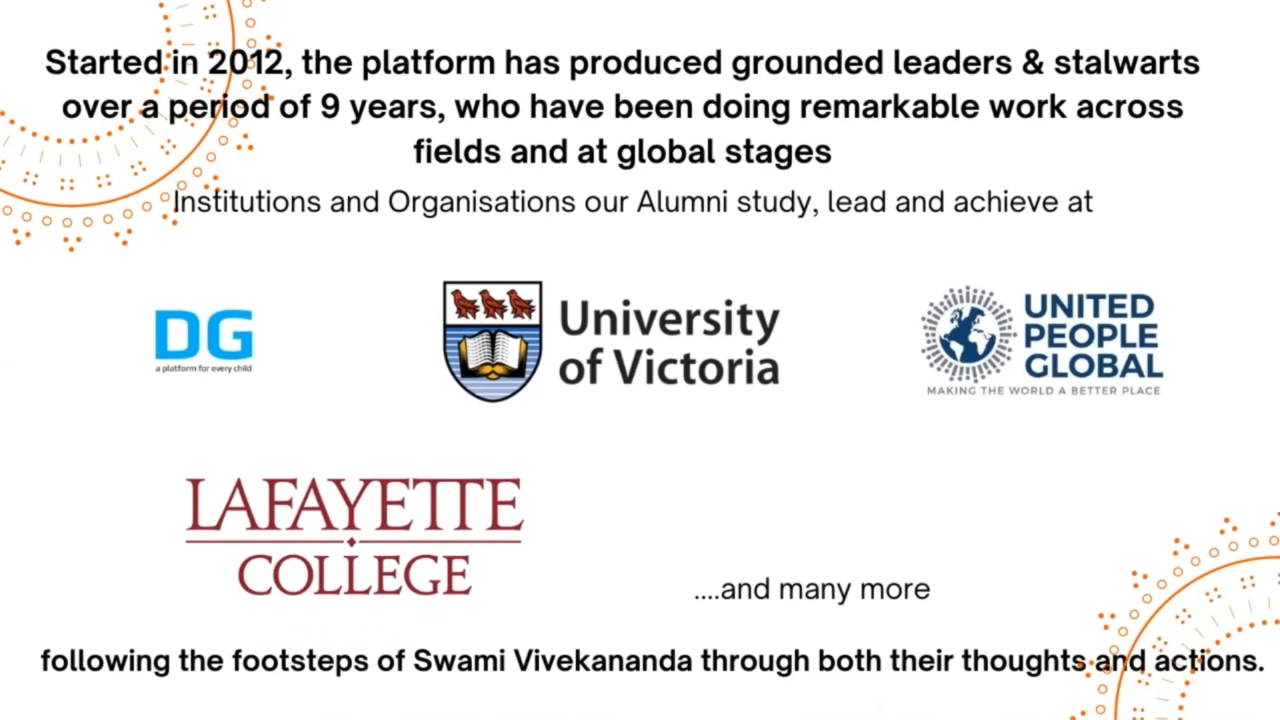 Started in 2012, the platform has produced grounded leaders & stalwarts
over a period of 9 years, who have been doing remarkable work across
fields and at global stages
Institutions and Organisations our Alumni study, lead and achieve at
DG
a platform for every child
University
of Victoria
UNITED
PEOPLE
GLOBAL
MAKING THE WORLD A BETTER PLACE
LAFAYETTE
COLLEGE
....and many more
following the footsteps of Swami Vivekananda through both their thoughts and actions.